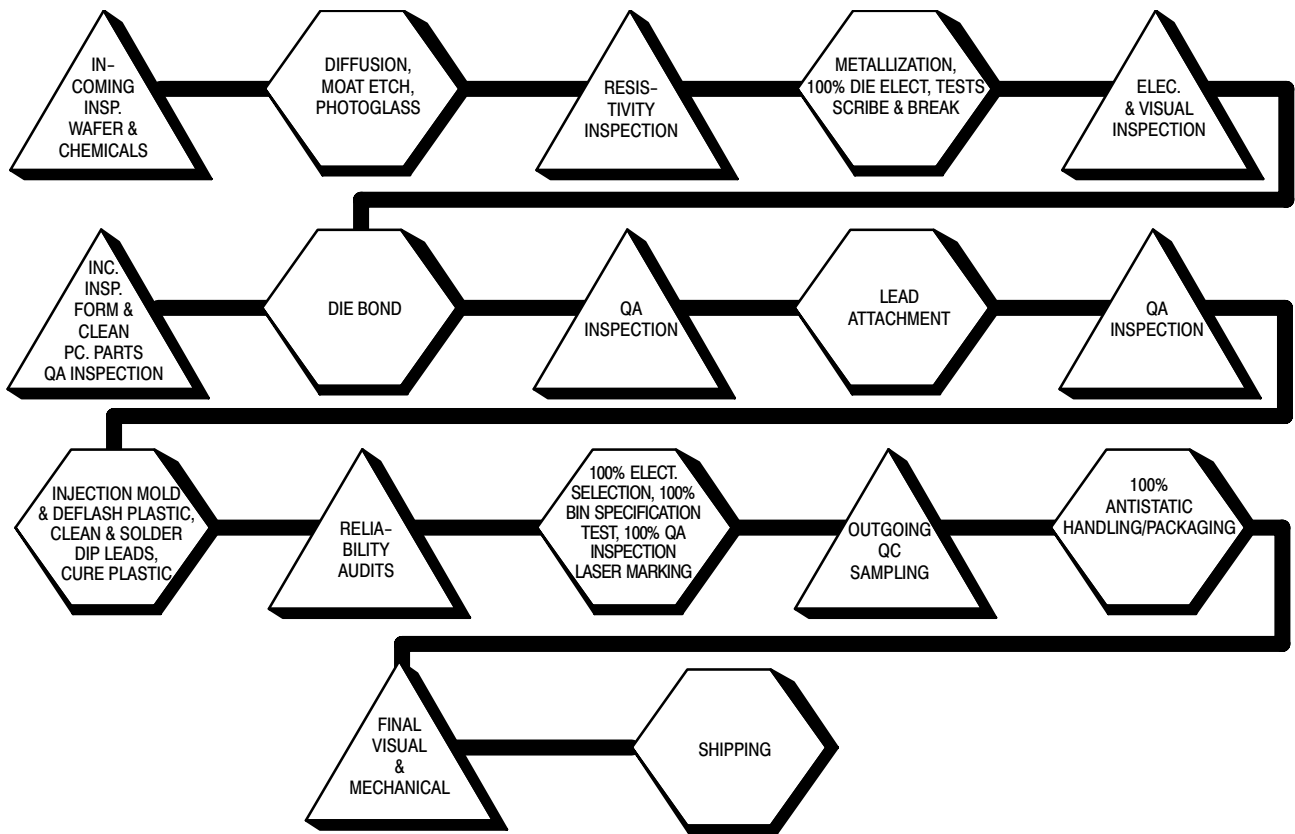 IN–
COMING
INSP.
WAFER &
CHEMICALS
DIFFUSION,
MOAT ETCH,
PHOTOGLASS
RESIS–
TIVITY
INSPECTION
METALLIZATION,
100% DIE ELECT, TESTS
SCRIBE & BREAK
ELEC.
& VISUAL
INSPECTION
INC.
INSP.
FORM &
CLEAN
PC. PARTS
QA INSPECTION
DIE BOND
QA
INSPECTION
LEAD
ATTACHMENT
QA
INSPECTION
INJECTION MOLD
& DEFLASH PLASTIC,
CLEAN & SOLDER
DIP LEADS,
CURE PLASTIC
RELIA–
BILITY
AUDITS
100% ELECT.
SELECTION, 100%
BIN SPECIFICATION
TEST, 100% QA
INSPECTION
LASER MARKING
OUTGOING
QC
SAMPLING
100%
ANTISTATIC
HANDLING/PACKAGING
FINAL
VISUAL
&
MECHANICAL
SHIPPING